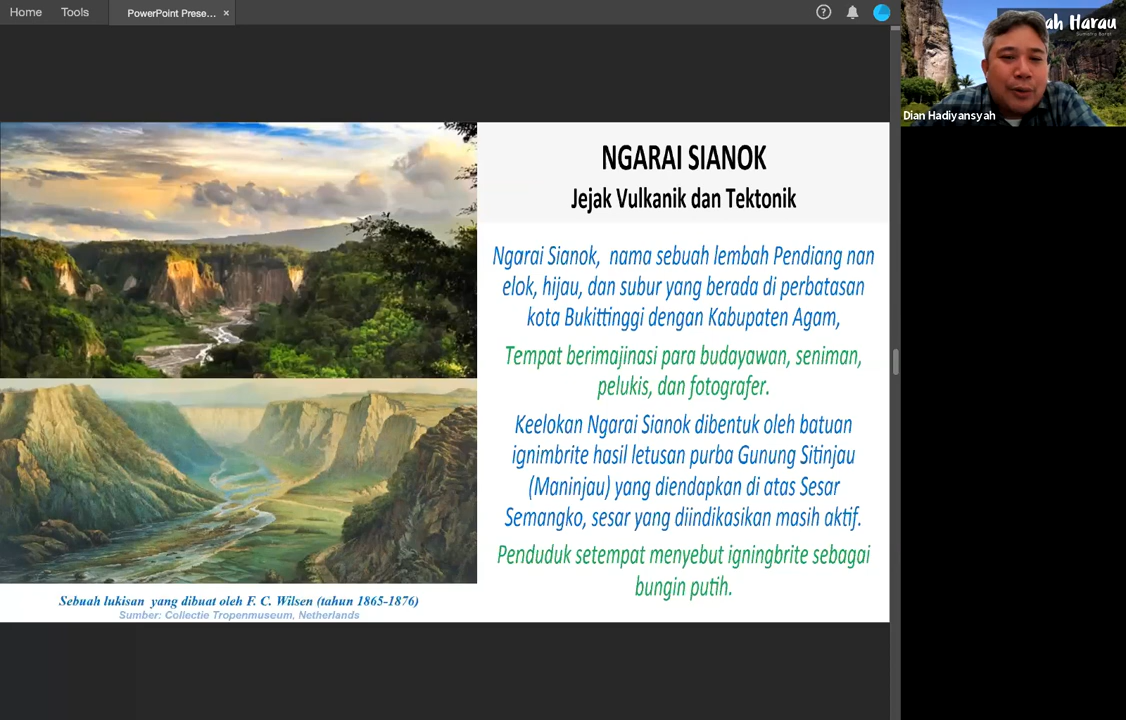 Home Tools PowerPoint Prese... ×
ah Harau
Sumatra Barat
Dian Hadiyansyah
NGARAI SIANOK
Jejak Vulkanik dan Tektonik
Ngarai Sianok, nama sebuah lembah Pendiang nan
elok, hijau, dan subur yang berada di perbatasan
kota Bukittinggi dengan Kabupaten Agam,
Tempat berimajinasi para budayawan, seniman,
pelukis, dan fotografer.
Keelokan Ngarai Sianok dibentuk oleh batuan
ignimbrite hasil letusan purba Gunung Sitinjau
(Maninjau) yang diendapkan di atas Sesar
Semangko, sesar yang diindikasikan masih aktif.
Penduduk setempat menyebut igningbrite sebagai
bungin putih.
Sebuah lukisan yang dibuat oleh F. C. Wilsen (tahun 1865-1876)
Sumber: Collectie Tropenmuseum, Netherlands